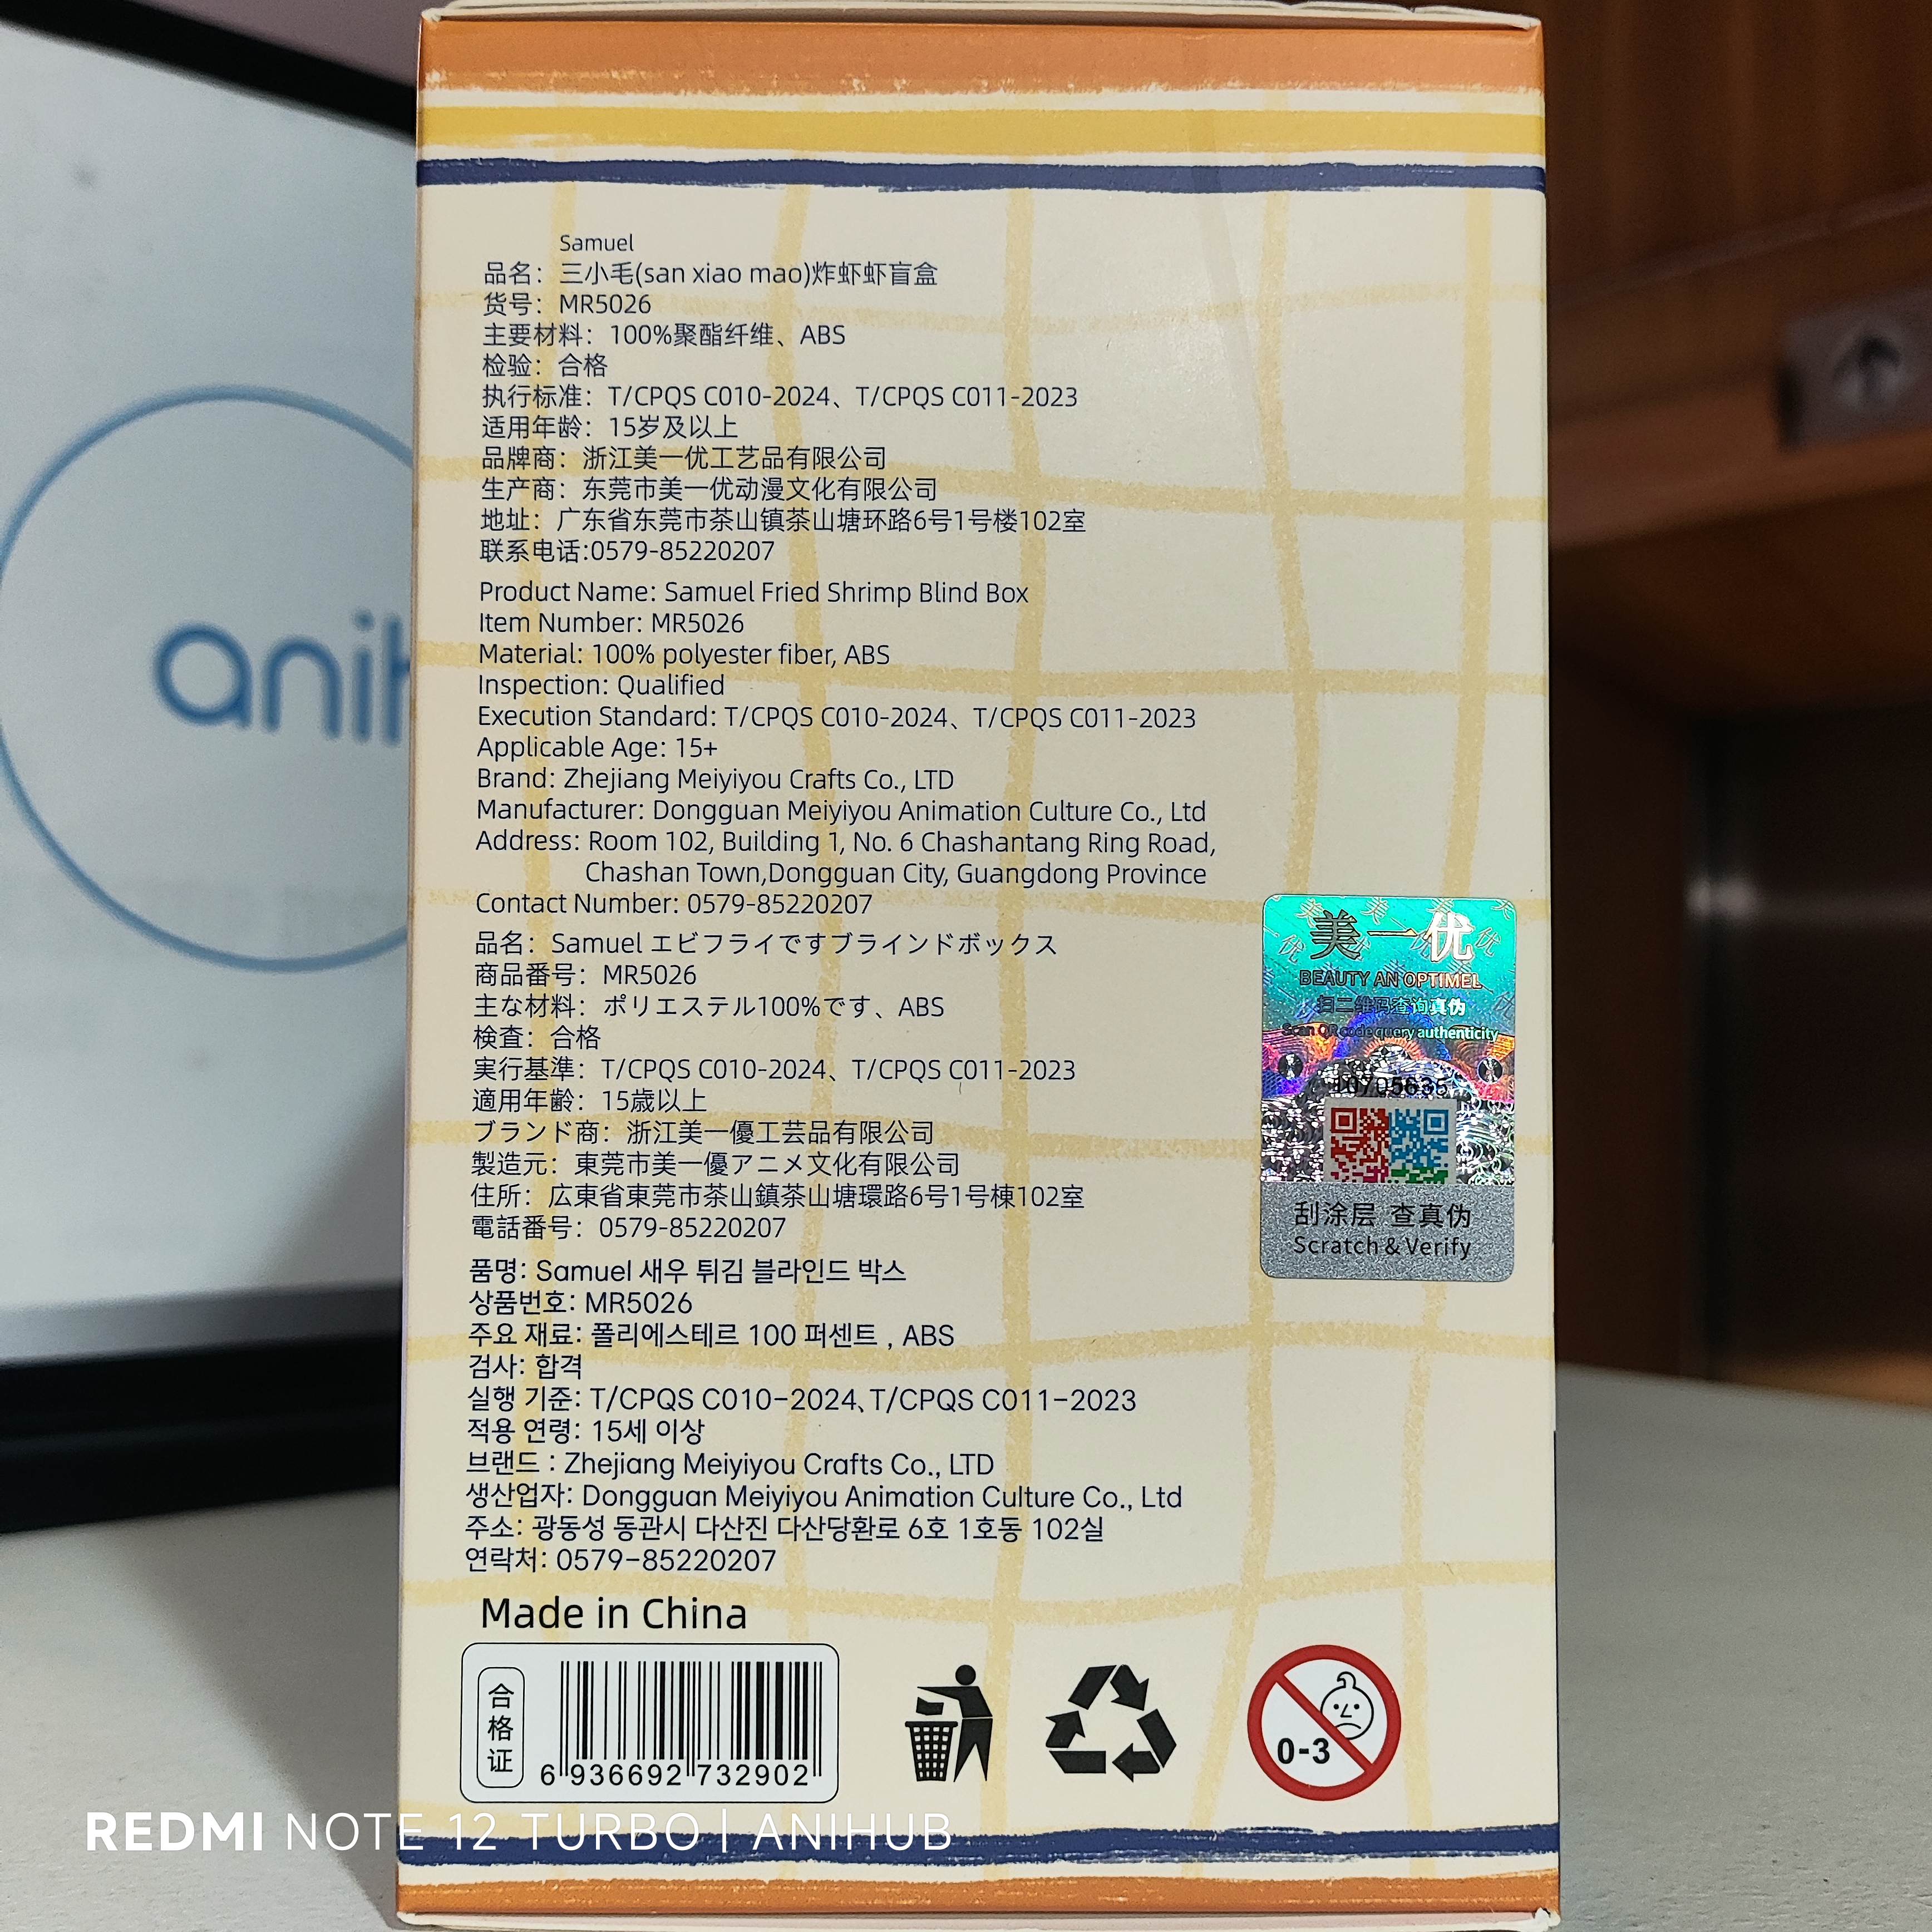 Samuel
品名：三小毛(san xiao mao)炸虾虾盲盒
货号：MR5026
主要材料：100%聚酯纤维、ABS
检验：合格
执行标准：T/CPQS C010-2024、T/CPQS C011-2023
适用年龄：15岁及以上
品牌商：浙江美一优工艺品有限公司
生产商：东莞市美一优动漫文化有限公司
地址：广东省东莞市茶山镇茶山塘环路6号1号楼102室
联系电话:0579-85220207
Product Name: Samuel Fried Shrimp Blind Box
Item Number: MR5026
Material: 100% polyester fiber, ABS
Inspection: Qualified
Execution Standard: T/CPQS C010-2024、T/CPQS C011-2023
Applicable Age: 15+
Brand: Zhejiang Meiyiyou Crafts Co., LTD
Manufacturer: Dongguan Meiyiyou Animation Culture Co., Ltd
Address: Room 102, Building 1, No. 6 Chashantang Ring Road,
Chashan Town,Dongguan City, Guangdong Province
Contact Number: 0579-85220207
品名：Samuel エビフライですブラインドボックス
商品番号：MR5026
主な材料：ポリエステル100%です、ABS
検査：合格
実行基準：T/CPQS C010-2024、T/CPQS C011-2023
適用年齢：15歳以上
ブランド商：浙江美一優工芸品有限公司
製造元：東莞市美一優アニメ文化有限公司
住所：広東省東莞市茶山鎮茶山塘環路6号1号棟102室
電話番号：0579-85220207
품명: Samuel 새우 튀김 블라인드 박스
상품번호: MR5026
주요 재료: 폴리에스테르 100 퍼센트 , ABS
검사: 합격
실행 기준: T/CPQS C010-2024、T/CPQS C011-2023
적용 연령: 15세 이상
브랜드 : Zhejiang Meiyiyou Crafts Co., LTD
생산업자: Dongguan Meiyiyou Animation Culture Co., Ltd
주소: 광동성 동관시 다산진 다산당환로 6호 1호동 102실
연락처: 0579-85220207
Made in China
合格证
6 936692 732902
0-3
美一优
BEAUTY AN OPTIMEL
扫二维码查询真伪
Scan QR code query authenticity
刮涂层 查真伪
Scratch & Verify
REDMI NOTE 12 TURBO | ANIHUB